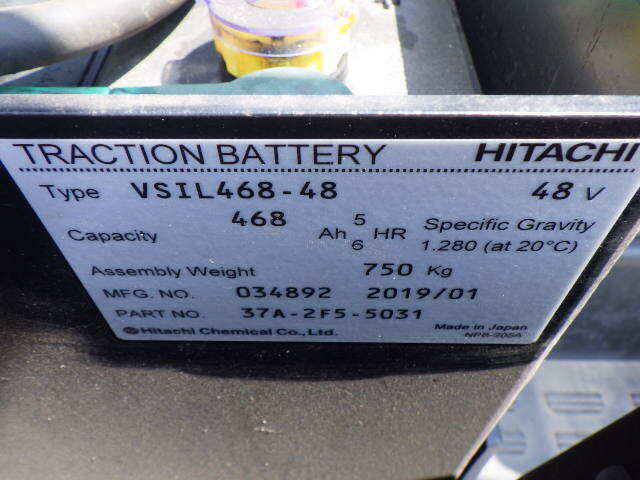 TRACTION BATTERY HITACHI
Type VSIL468-48 48 V
Capacity 468 Ah 5 6 HR Specific Gravity
1.280 (at 20°C)
Assembly Weight 750 Kg
MFG. NO. 034892 2019/01
PART NO. 37A-2F5-5031
Hitachi Chemical Co., Ltd. Made in Japan
NPB-205A